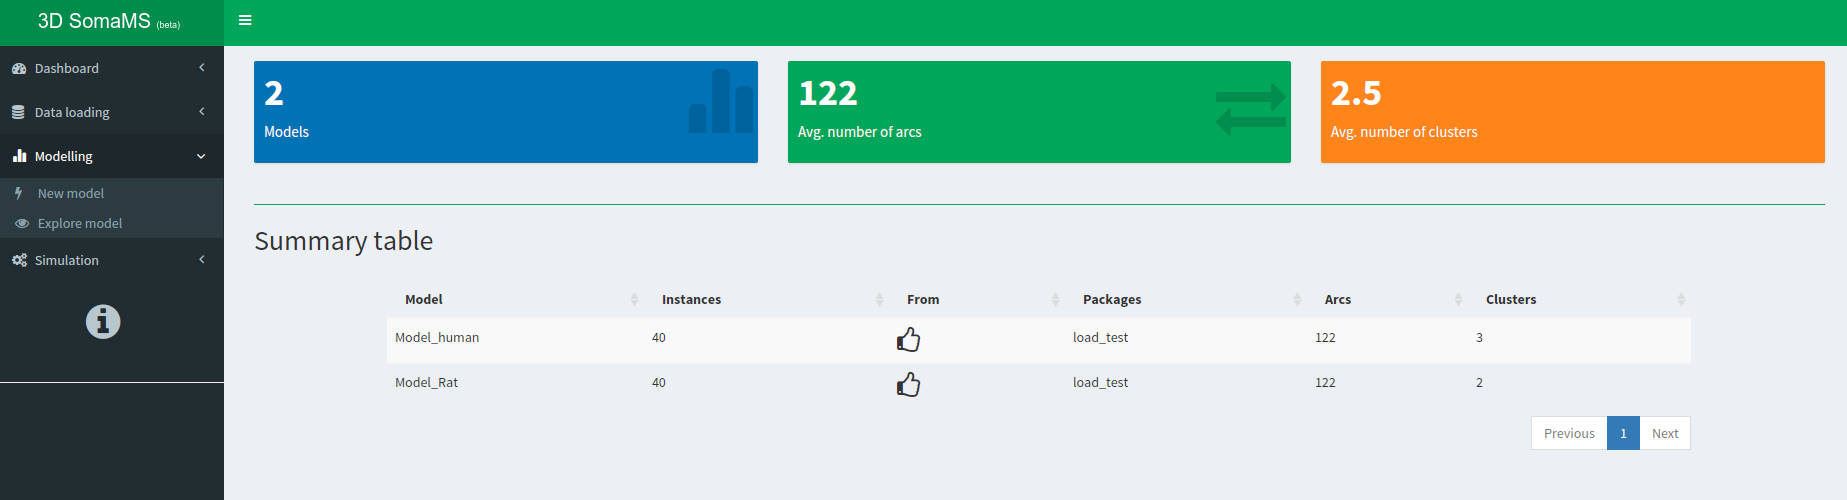 3D SomaMS (beta)
Dashboard
Data loading
Modelling
New model
Explore model
Simulation
2
Models
122
Avg. number of arcs
2.5
Avg. number of clusters
Summary table
Model Instances From Packages Arcs Clusters
Model_human 40 load_test 122 3
Model_Rat 40 load_test 122 2
Previous 1 Next